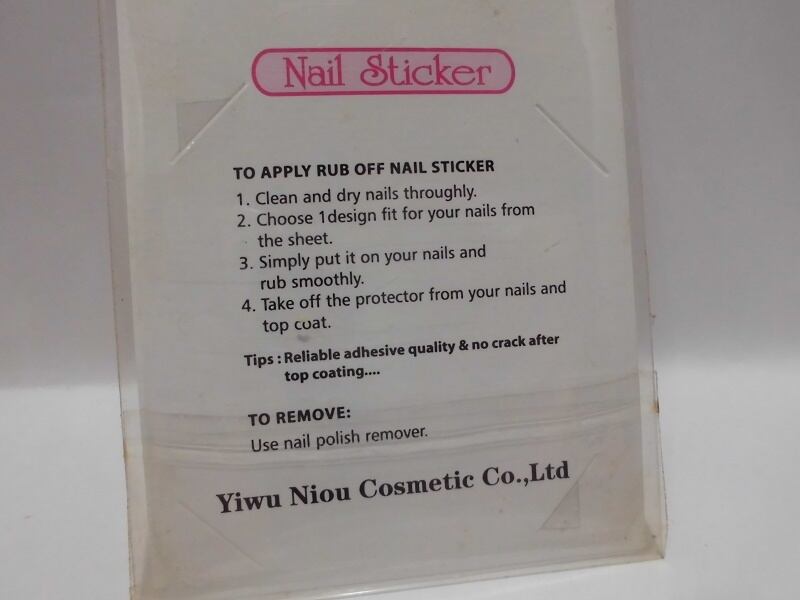 Nail Sticker
TO APPLY RUB OFF NAIL STICKER
1. Clean and dry nails throughly.
2. Choose 1design fit for your nails from
the sheet.
3. Simply put it on your nails and
rub smoothly.
4. Take off the protector from your nails and
top coat.
Tips : Reliable adhesive quality & no crack after
top coating....
TO REMOVE:
Use nail polish remover.
Yiwu Niou Cosmetic Co.,Ltd